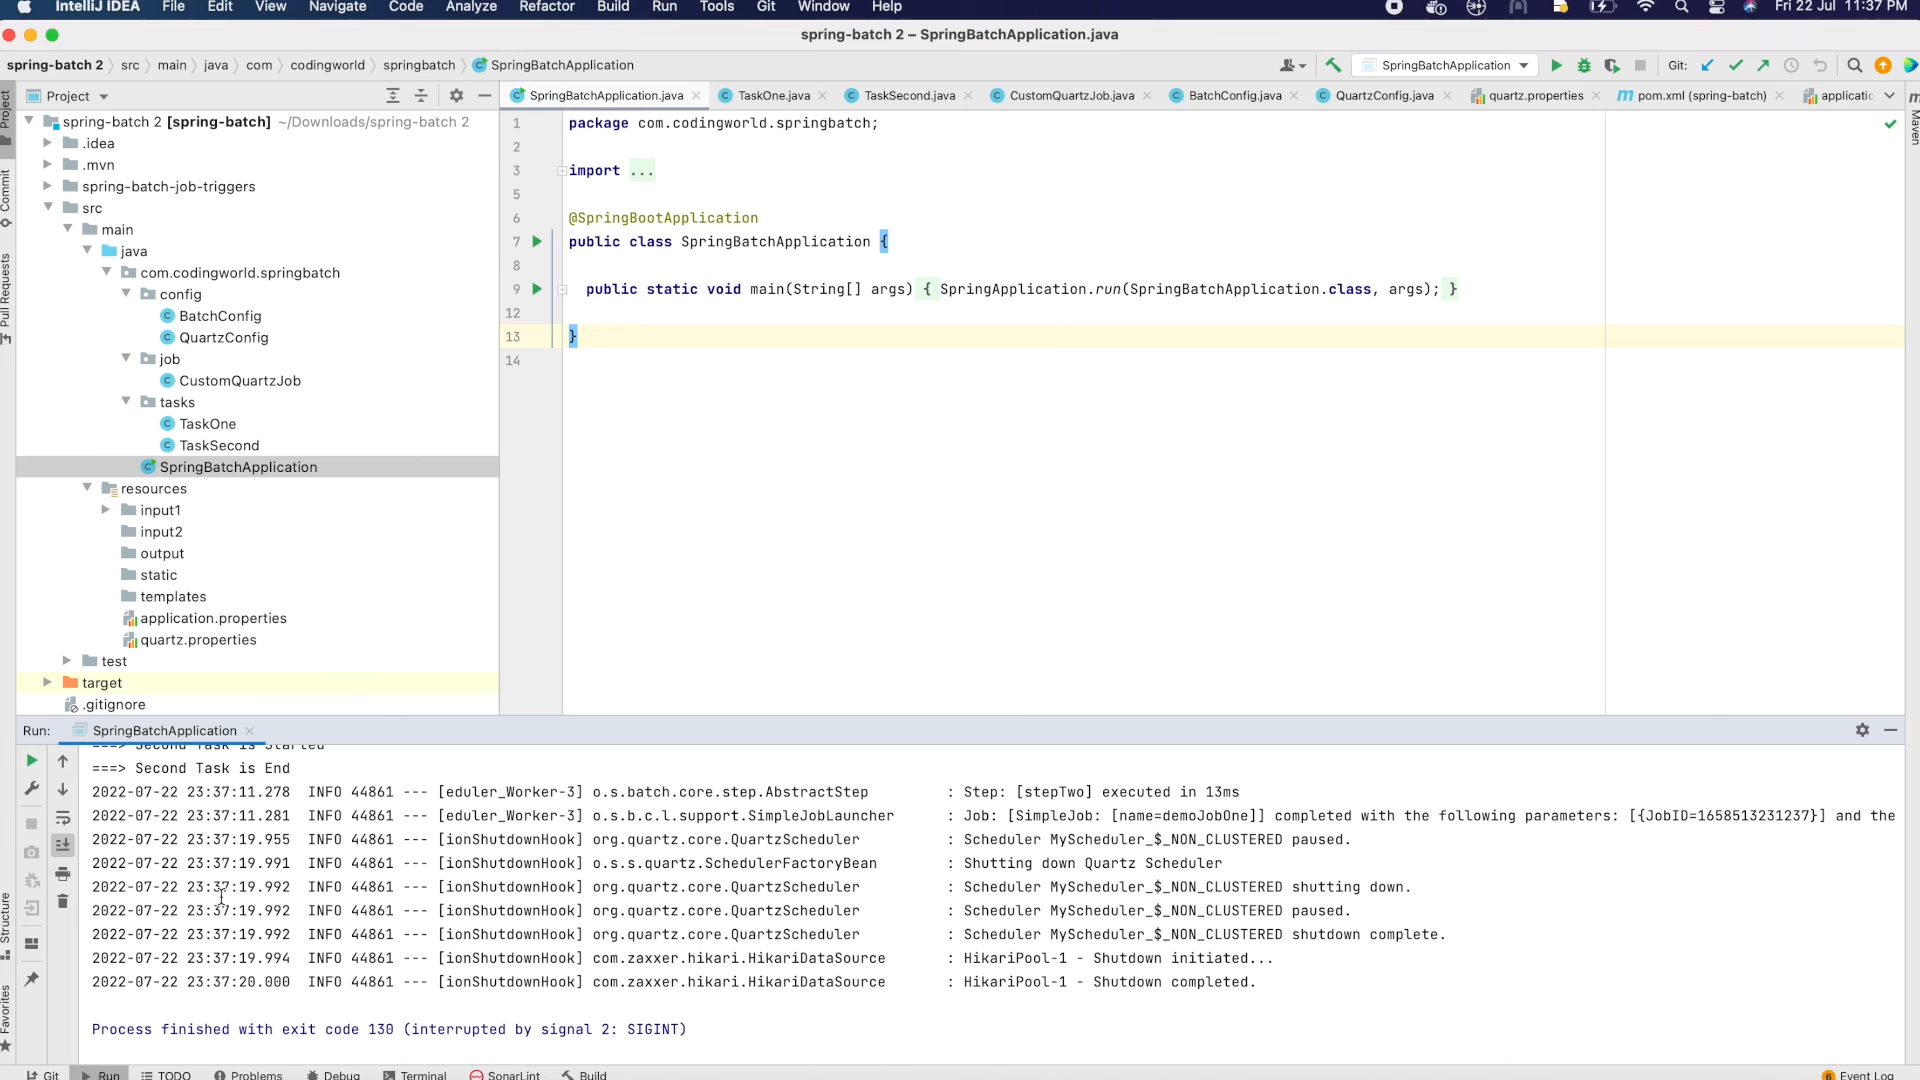 IntelliJ IDEA File Edit View Navigate Code Analyze Refactor Build Run Tools Git Window Help Fri 22 Jul 11:37 PM
spring-batch 2 – SpringBatchApplication.java
spring-batch 2 src main java com codingworld springbatch SpringBatchApplication SpringBatchApplication Git:
Project SpringBatchApplication.java TaskOne.java TaskSecond.java CustomQuartzJob.java BatchConfig.java QuartzConfig.java quartz.properties pom.xml (spring-batch) applicatic
Project
Commit
Pull Requests
Structure
Favorites
Maven
spring-batch 2 [spring-batch] ~/Downloads/spring-batch 2
.idea
.mvn
spring-batch-job-triggers
src
main
java
com.codingworld.springbatch
config
BatchConfig
QuartzConfig
job
CustomQuartzJob
tasks
TaskOne
TaskSecond
SpringBatchApplication
resources
input1
input2
output
static
templates
application.properties
quartz.properties
test
target
.gitignore
1 package com.codingworld.springbatch;
2
3 import ...
5
6 @SpringBootApplication
7 public class SpringBatchApplication {
8
9 public static void main(String[] args) { SpringApplication.run(SpringBatchApplication.class, args); }
12
13 }
14
Run: SpringBatchApplication
===> Second Task is Started
===> Second Task is End
2022-07-22 23:37:11.278 INFO 44861 --- [eduler_Worker-3] o.s.batch.core.step.AbstractStep : Step: [stepTwo] executed in 13ms
2022-07-22 23:37:11.281 INFO 44861 --- [eduler_Worker-3] o.s.b.c.l.support.SimpleJobLauncher : Job: [SimpleJob: [name=demoJobOne]] completed with the following parameters: [{JobID=1658513231237}] and the
2022-07-22 23:37:19.955 INFO 44861 --- [ionShutdownHook] org.quartz.core.QuartzScheduler : Scheduler MyScheduler_$_NON_CLUSTERED paused.
2022-07-22 23:37:19.991 INFO 44861 --- [ionShutdownHook] o.s.s.quartz.SchedulerFactoryBean : Shutting down Quartz Scheduler
2022-07-22 23:37:19.992 INFO 44861 --- [ionShutdownHook] org.quartz.core.QuartzScheduler : Scheduler MyScheduler_$_NON_CLUSTERED shutting down.
2022-07-22 23:37:19.992 INFO 44861 --- [ionShutdownHook] org.quartz.core.QuartzScheduler : Scheduler MyScheduler_$_NON_CLUSTERED paused.
2022-07-22 23:37:19.992 INFO 44861 --- [ionShutdownHook] org.quartz.core.QuartzScheduler : Scheduler MyScheduler_$_NON_CLUSTERED shutdown complete.
2022-07-22 23:37:19.994 INFO 44861 --- [ionShutdownHook] com.zaxxer.hikari.HikariDataSource : HikariPool-1 - Shutdown initiated...
2022-07-22 23:37:20.000 INFO 44861 --- [ionShutdownHook] com.zaxxer.hikari.HikariDataSource : HikariPool-1 - Shutdown completed.
Process finished with exit code 130 (interrupted by signal 2: SIGINT)
Git Run TODO Problems Debug Terminal SonarLint Build 6 Event Log